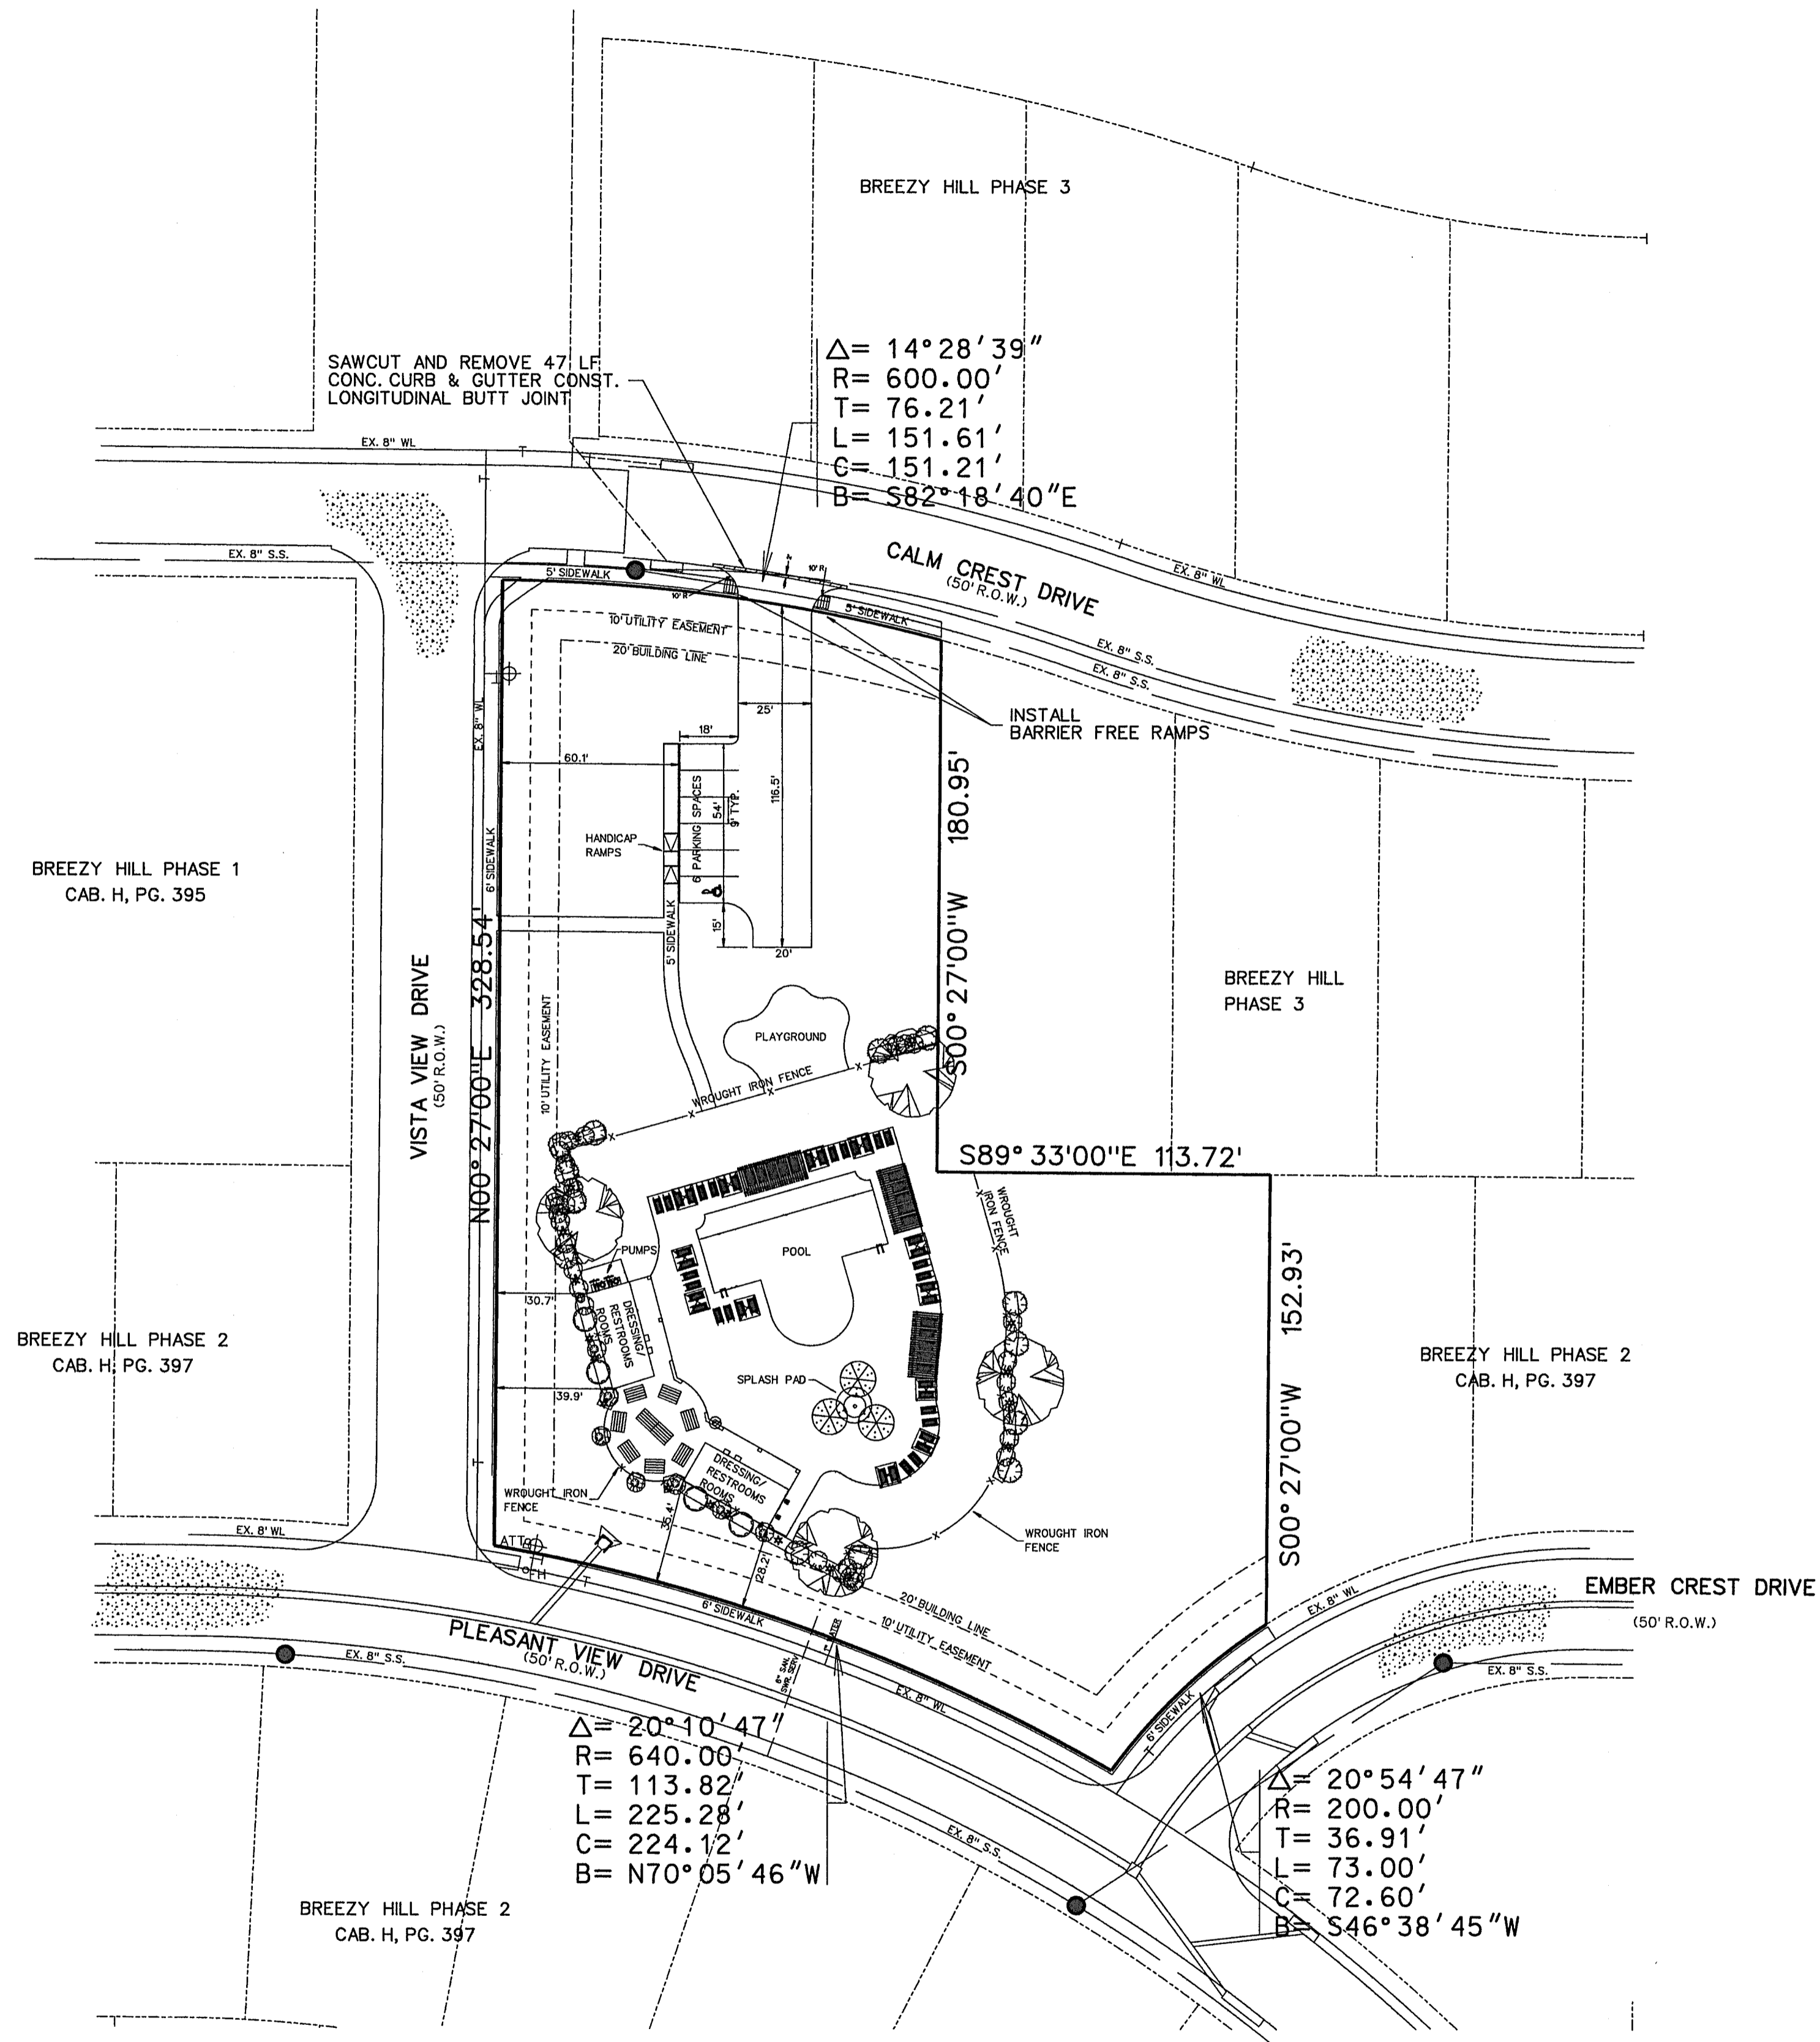 BREEZY HILL PHASE 3
SAWCUT AND REMOVE 47 LF
CONC. CURB & GUTTER CONST.
LONGITUDINAL BUTT JOINT
Δ= 14°28'39"
R= 600.00'
T= 76.21'
L= 151.61'
C= 151.21'
B= S82°18'40"E
EX. 8" WL
EX. 8" S.S.
5' SIDEWALK
10' R
10' R
CALM CREST DRIVE
(50' R.O.W.)
EX. 8" WL
5' SIDEWALK
EX. 8" S.S.
EX. 8" S.S.
10' UTILITY EASEMENT
20' BUILDING LINE
INSTALL
BARRIER FREE RAMPS
25'
18'
60.1'
EX. 8" WL
116.5'
6 PARKING SPACES
54'
9' TYP.
HANDICAP
RAMPS
6' SIDEWALK
5' SIDEWALK
15'
20'
S00°27'00"W 180.95'
BREEZY HILL PHASE 1
CAB. H, PG. 395
VISTA VIEW DRIVE
(50' R.O.W.)
N00°27'00"E 328.54'
10' UTILITY EASEMENT
BREEZY HILL
PHASE 3
PLAYGROUND
WROUGHT IRON FENCE
S89°33'00"E 113.72'
WROUGHT
IRON FENCE
PUMPS
POOL
30.7'
DRESSING/
RESTROOMS
ROOMS
S00°27'00"W 152.93'
BREEZY HILL PHASE 2
CAB. H, PG. 397
BREEZY HILL PHASE 2
CAB. H, PG. 397
SPLASH PAD
39.9'
DRESSING/
RESTROOMS
ROOMS
WROUGHT IRON
FENCE
35.4'
28.2'
WROUGHT IRON
FENCE
EX. 8' WL
ATT
6' SIDEWALK
20' BUILDING LINE
10' UTILITY EASEMENT
EX. 8" WL
EMBER CREST DRIVE
(50' R.O.W.)
EX. 8" S.S.
PLEASANT VIEW DRIVE
(50' R.O.W.)
EX. 8" S.S.
8" SAN.
SWR. SERV.
WATER
EX. 8" WL
6' SIDEWALK
Δ= 20°10'47"
R= 640.00'
T= 113.82'
L= 225.28'
C= 224.12'
B= N70°05'46"W
Δ= 20°54'47"
R= 200.00'
T= 36.91'
L= 73.00'
C= 72.60'
B= S46°38'45"W
EX. 8" S.S.
BREEZY HILL PHASE 2
CAB. H, PG. 397